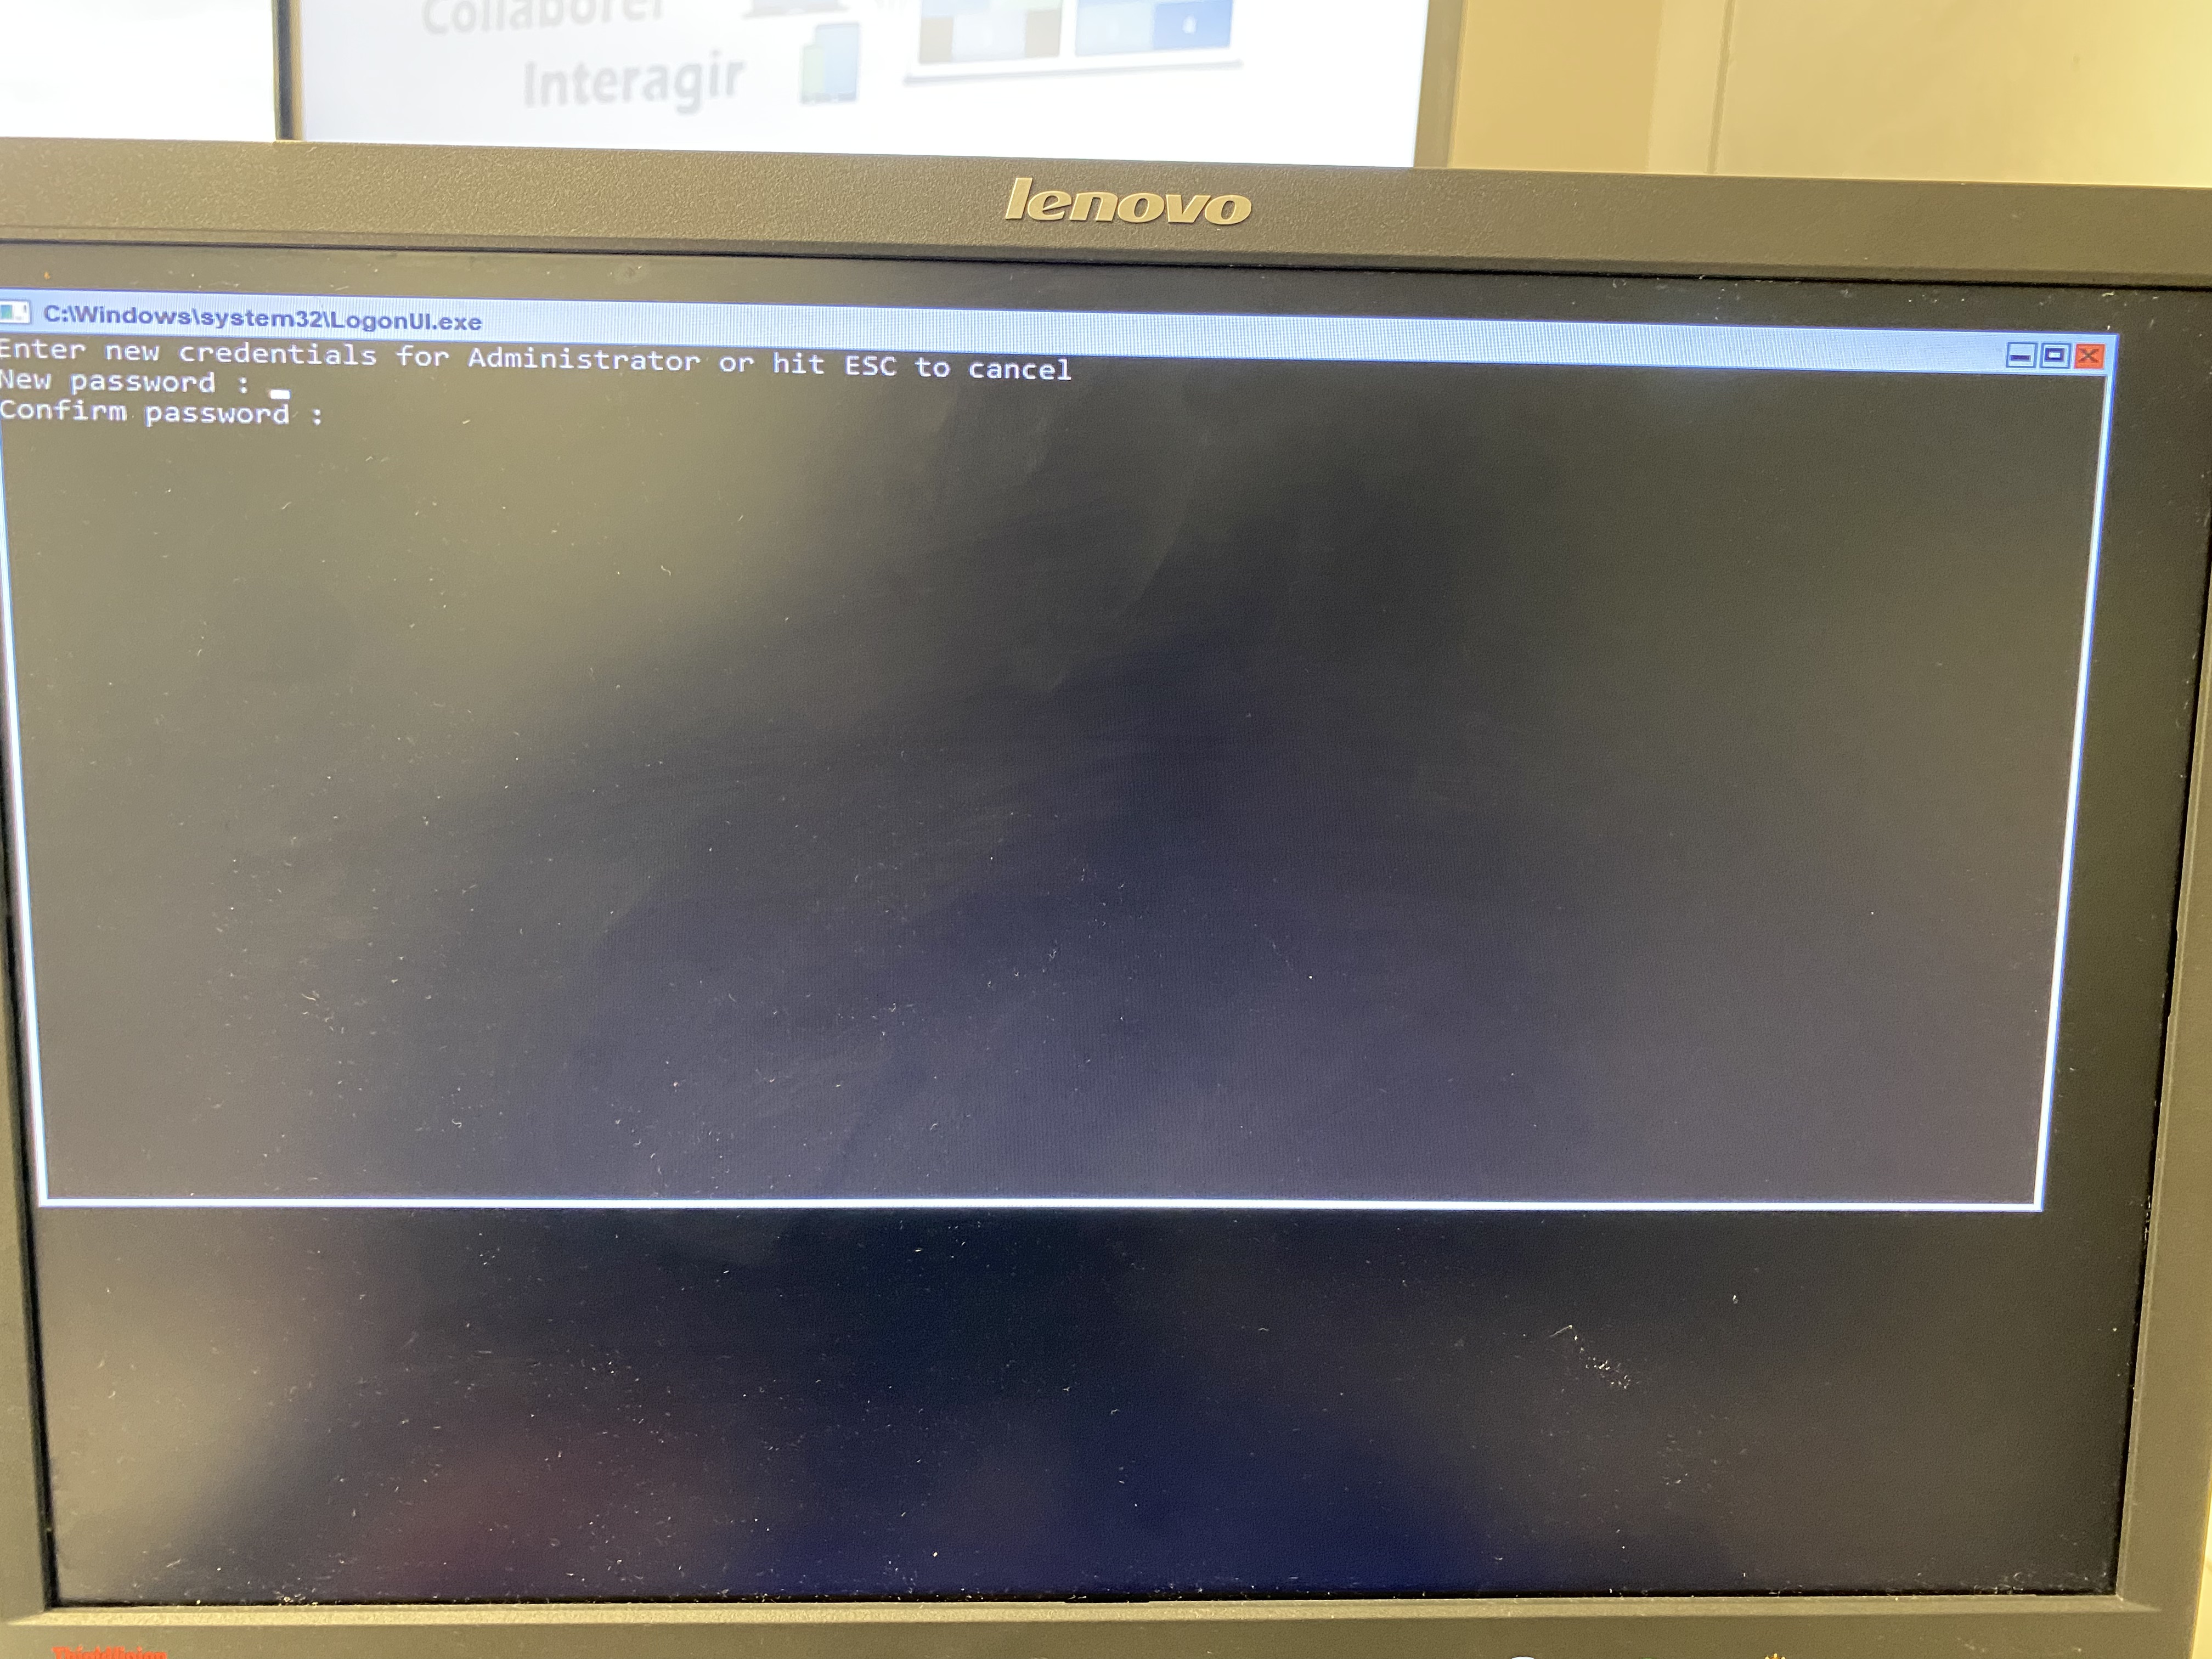 Collaborer
Interagir
lenovo
C:\Windows\system32\LogonUI.exe
Enter new credentials for Administrator or hit ESC to cancel
New password :
Confirm password :
ThinkVision